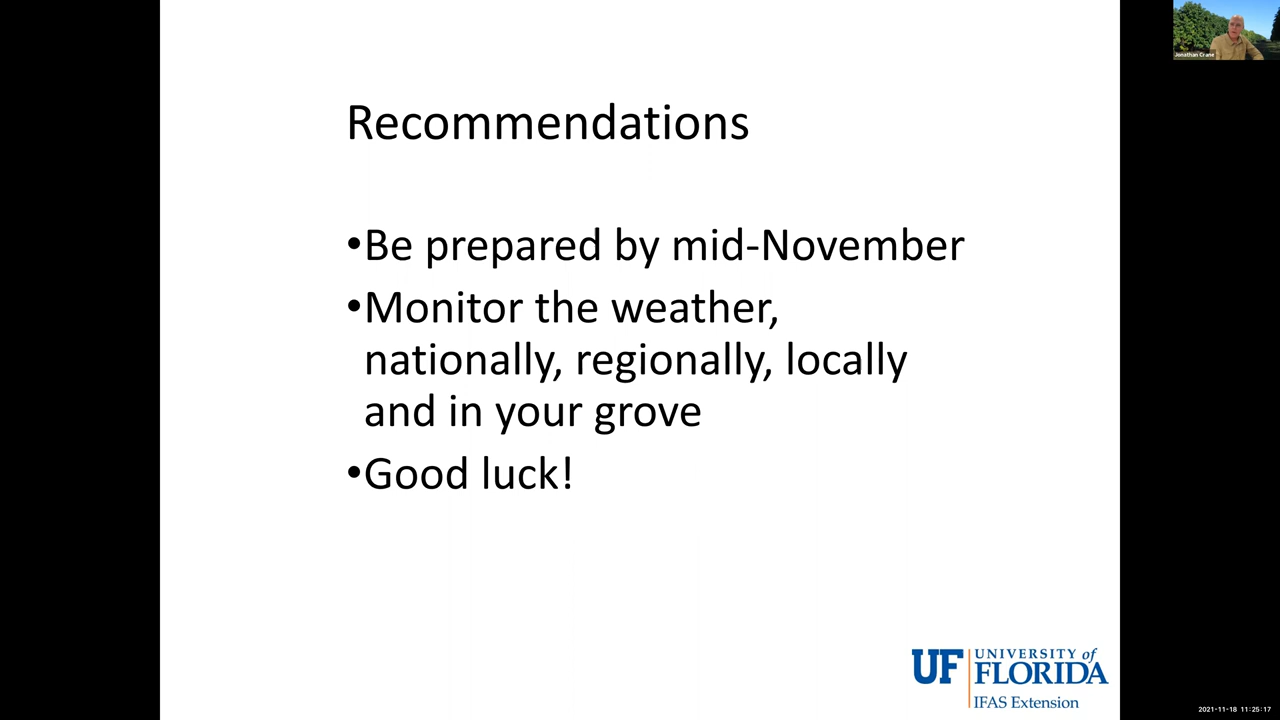 Jonathan Crane
Recommendations
•Be prepared by mid-November
•Monitor the weather,
nationally, regionally, locally
and in your grove
•Good luck!
UF UNIVERSITY of
FLORIDA
IFAS Extension
2021-11-18 11:25:17